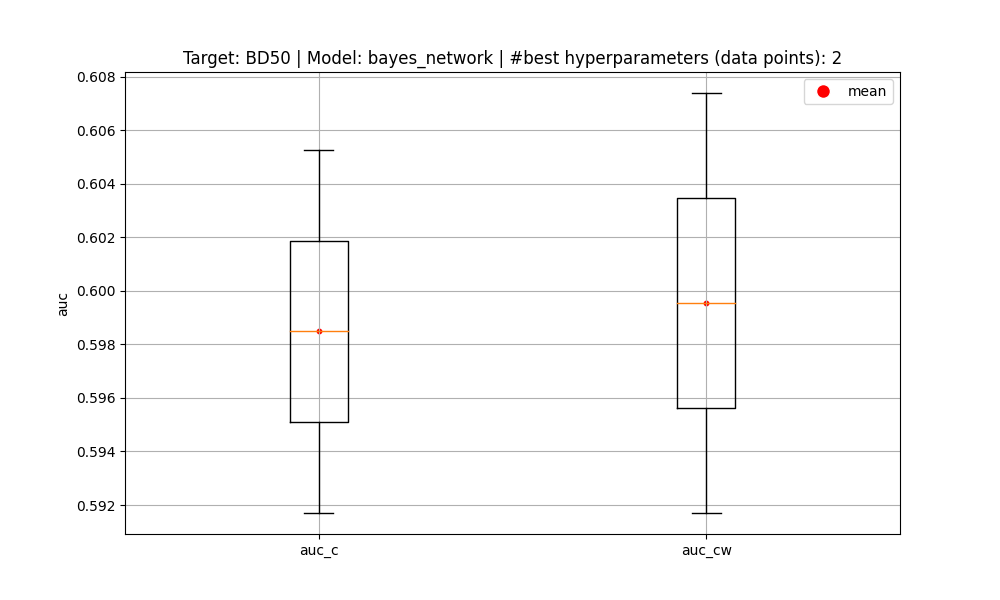 Target: BD50 | Model: bayes_network | #best hyperparameters (data points): 2
mean
0.608
0.606
0.604
0.602
0.600
0.598
0.596
0.594
0.592
auc
auc_c
auc_cw